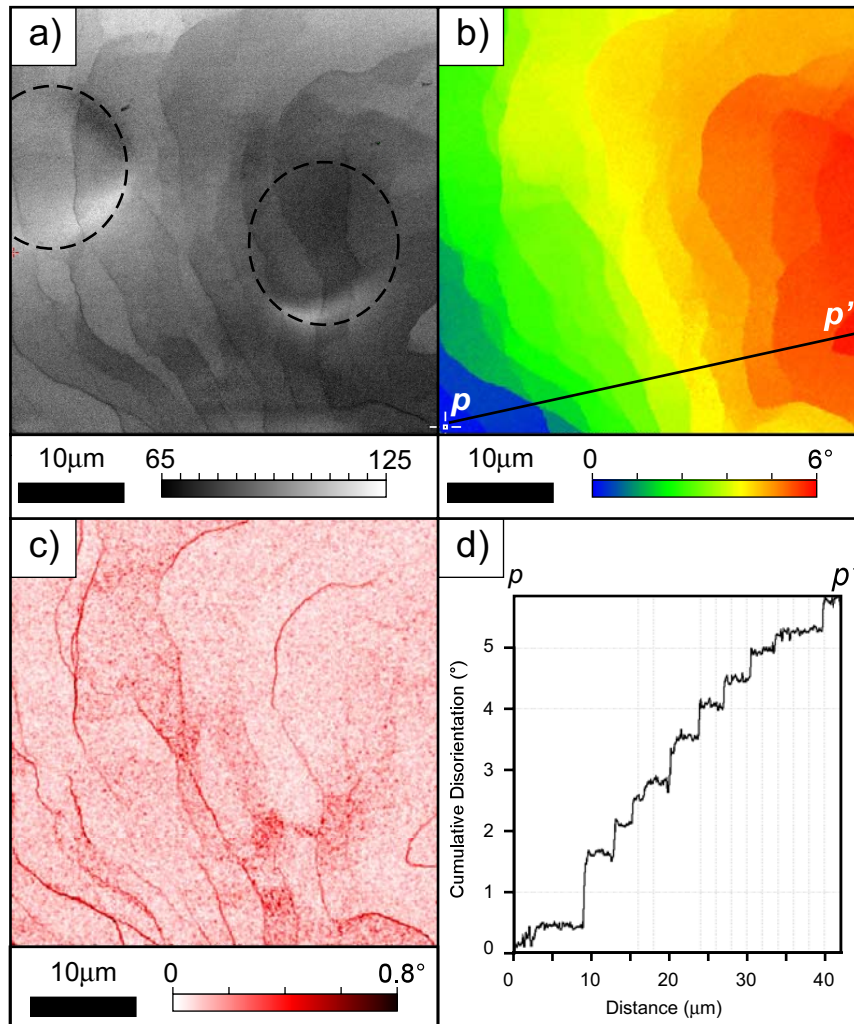 a)
b)
p
p'
10μm
65
125
10μm
0
6°
c)
d)
10μm
0
0.8°
p
p'
Cumulative Disorientation (°)
5
4
3
2
1
0
0
10
20
30
40
Distance (μm)